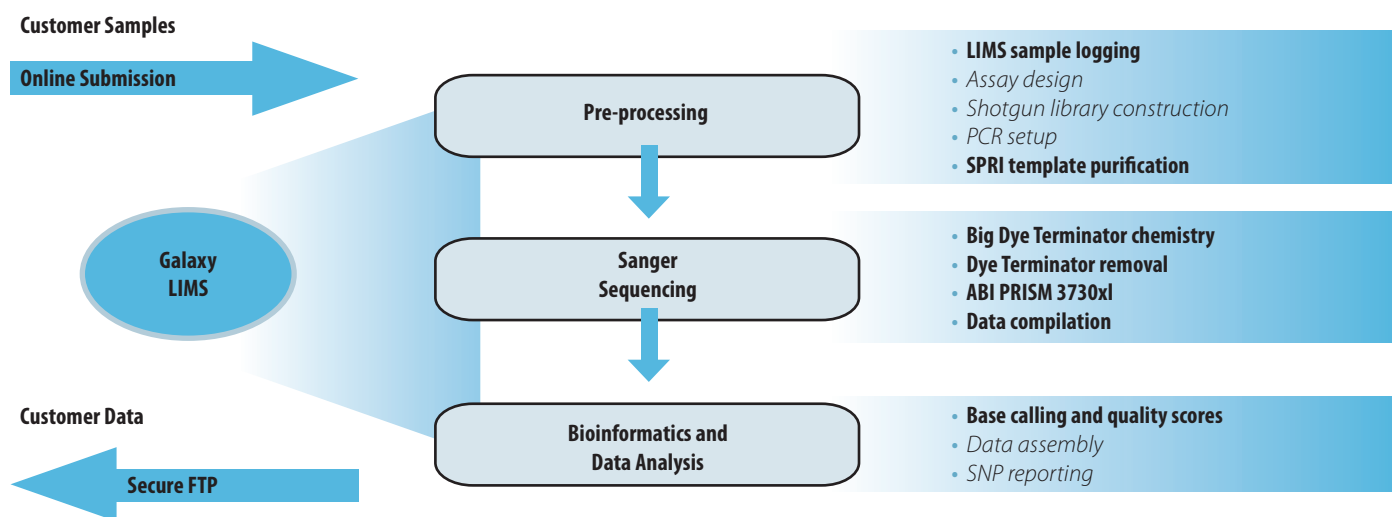 Customer Samples
Online Submission
Galaxy
LIMS
Customer Data
Secure FTP
Pre-processing
Sanger
Sequencing
Bioinformatics and
Data Analysis
• LIMS sample logging
• Assay design
• Shotgun library construction
• PCR setup
• SPRI template purification
• Big Dye Terminator chemistry
• Dye Terminator removal
• ABI PRISM 3730xl
• Data compilation
• Base calling and quality scores
• Data assembly
• SNP reporting